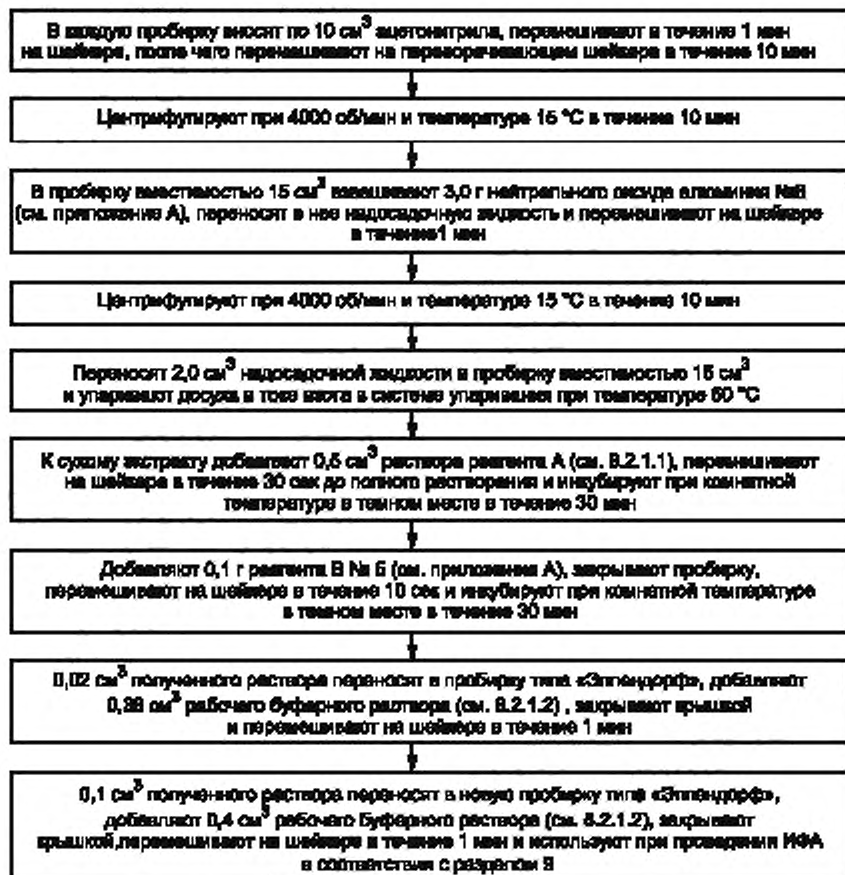 В каждую пробирку вносят по 10 см³ ацетонитрила, перемешивают в течение 1 мин
на шейкере, после чего перемешивают на переворачивающем шейкере в течение 10 мин
Центрифугируют при 4000 об/мин и температуре 15 °С в течение 10 мин
В пробирку вместимостью 15 см³ взвешивают 3,0 г нейтрального оксида алюминия №6
(см. приложение А), переносят в нее надосадочную жидкость и перемешивают на шейкере
в течение1 мин
Центрифугируют при 4000 об/мин и температуре 15 °С в течение 10 мин
Переносят 2,0 см³ надосадочной жидкости в пробирку вместимостью 15 см³
и упаривают досуха в токе азота в системе упаривания при температуре 50 °С
К сухому экстракту добавляют 0,5 см³ раствора реагента А (см. 8.2.1.1), перемешивают
на шейкере в течение 30 сек до полного растворения и инкубируют при комнатной
температуре в темном месте в течение 30 мин
Добавляют 0,1 г реагента В № 5 (см. приложение А), закрывают пробирку,
перемешивают на шейкере в течение 10 сек и инкубируют при комнатной температуре
в темном месте в течение 30 мин
0,02 см³ полученного раствора переносят в пробирку типа «Эппендорф», добавляют
0,98 см³ рабочего буферного раствора (см. 8.2.1.2) , закрывают крышкой
и перемешивают на шейкере в течение 1 мин
0,1 см³ полученного раствора переносят в новую пробирку типа «Эппендорф»,
добавляют 0,4 см³ рабочего буферного раствора (см. 8.2.1.2), закрывают
крышкой,перемешивают на шейкере в течение 1 мин и используют при проведении ИФА
в соответствии с разделом 9